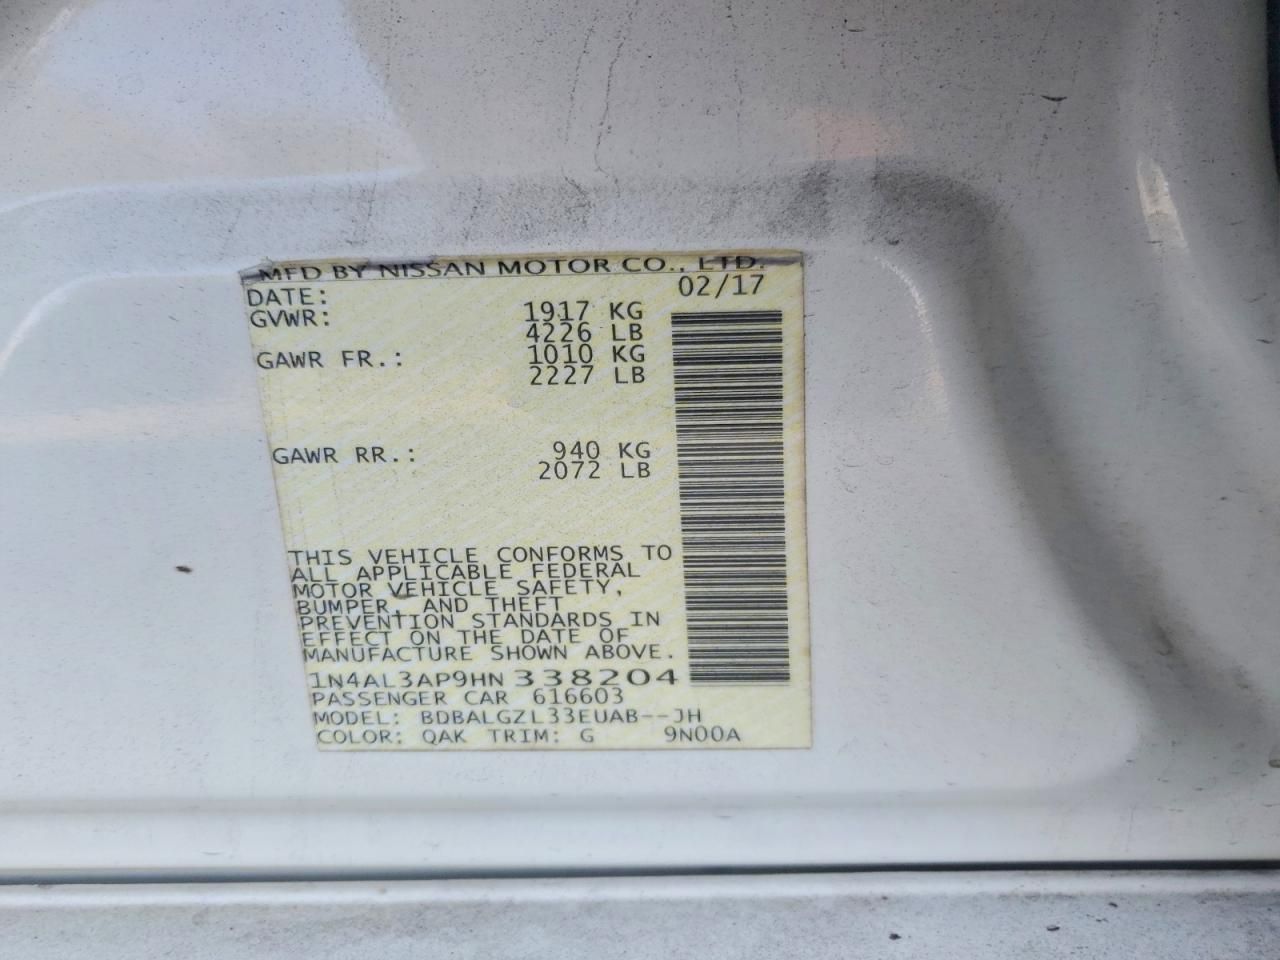 MFD BY NISSAN MOTOR CO., LTD.
DATE: 02/17
GVWR: 1917 KG
4226 LB
GAWR FR.: 1010 KG
2227 LB
GAWR RR.: 940 KG
2072 LB
THIS VEHICLE CONFORMS TO
ALL APPLICABLE FEDERAL
MOTOR VEHICLE SAFETY,
BUMPER, AND THEFT
PREVENTION STANDARDS IN
EFFECT ON THE DATE OF
MANUFACTURE SHOWN ABOVE.
1N4AL3AP9HN338204
PASSENGER CAR 616603
MODEL: BDBALGZL33EUAB--JH
COLOR: QAK TRIM: G 9N00A